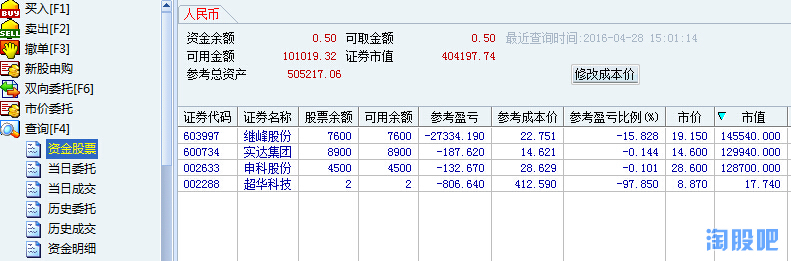 买入[F1]
卖出[F2]
撤单[F3]
新股申购
双向委托[F6]
市价委托
查询[F4]
资金股票
当日委托
当日成交
历史委托
历史成交
资金明细
人民币
资金余额 0.50 可取金额 0.50 最近查询时间:2016-04-28 15:01:14
可用金额 101019.32 证券市值 404197.74
参考总资产 505217.06
修改成本价
证券代码 证券名称 股票余额 可用余额 参考盈亏 参考成本价 参考盈亏比例(%) 市价 市值
603997 继峰股份 7600 7600 -27334.190 22.751 -15.828 19.150 145540.000
600734 实达集团 8900 8900 -187.620 14.621 -0.144 14.600 129940.000
002633 申科股份 4500 4500 -132.670 28.629 -0.101 28.600 128700.000
002288 超华科技 2 2 -806.640 412.590 -97.850 8.870 17.740
淘股吧
BUY
SELL